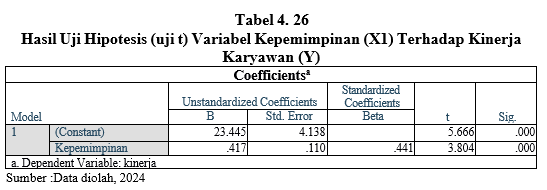 Tabel 4. 26
Hasil Uji Hipotesis (uji t) Variabel Kepemimpinan (X1) Terhadap Kinerja
Karyawan (Y)
Coefficientsᵃ
Model Unstandardized Coefficients Standardized Coefficients t Sig.
B Std. Error Beta
1 (Constant) 23.445 4.138 5.666 .000
Kepemimpinan .417 .110 .441 3.804 .000
a. Dependent Variable: kinerja
Sumber :Data diolah, 2024